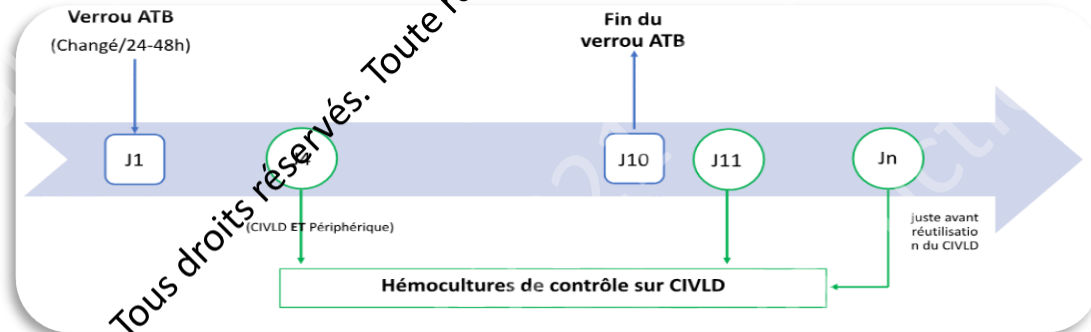 Verrou ATB
(Changé/24-48h)
Fin du
verrou ATB
J1
J10
J11
Jn
(CIVLD ET Périphérique)
juste avant
réutilisatio
n du CIVLD
Hémocultures de contrôle sur CIVLD
Tous droits réservés. Toute